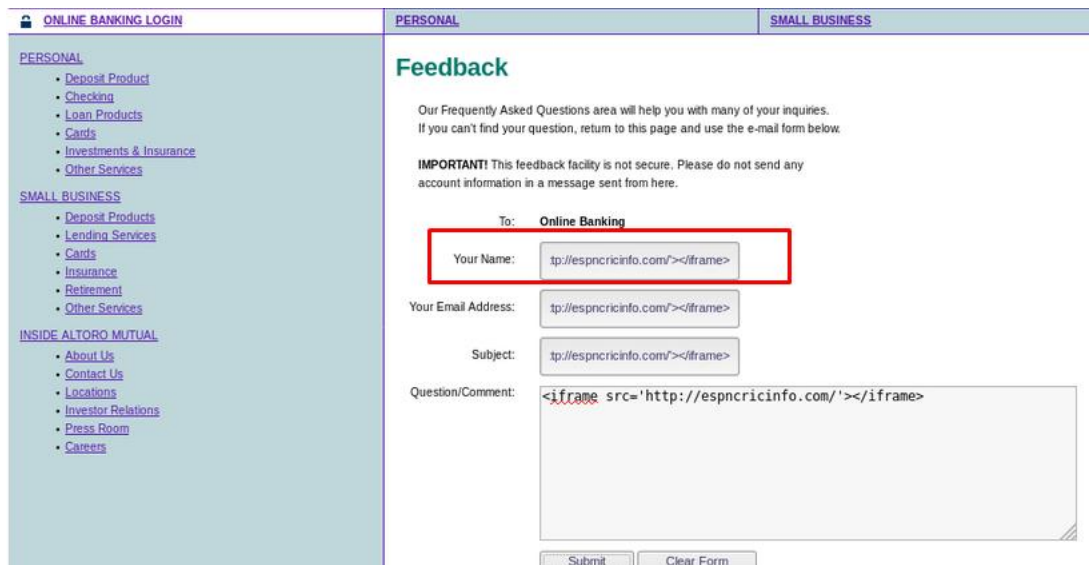 ONLINE BANKING LOGIN
PERSONAL
SMALL BUSINESS
PERSONAL
• Deposit Product
• Checking
• Loan Products
• Cards
• Investments & Insurance
• Other Services
SMALL BUSINESS
• Deposit Products
• Lending Services
• Cards
• Insurance
• Retirement
• Other Services
INSIDE ALTORO MUTUAL
• About Us
• Contact Us
• Locations
• Investor Relations
• Press Room
• Careers
Feedback
Our Frequently Asked Questions area will help you with many of your inquiries.
If you can't find your question, return to this page and use the e-mail form below.
IMPORTANT! This feedback facility is not secure. Please do not send any
account information in a message sent from here.
To: Online Banking
Your Name: tp://espncricinfo.com/'></iframe>
Your Email Address: tp://espncricinfo.com/'></iframe>
Subject: tp://espncricinfo.com/'></iframe>
Question/Comment: <iframe src='http://espncricinfo.com/'></iframe>
Submit Clear Form